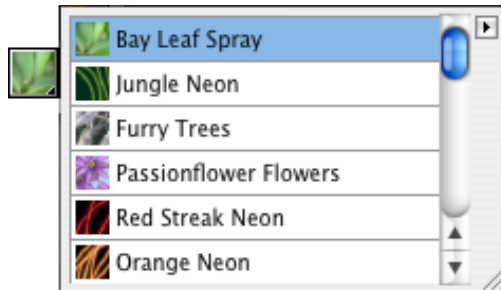 Bay Leaf Spray
Jungle Neon
Furry Trees
Passionflower Flowers
Red Streak Neon
Orange Neon